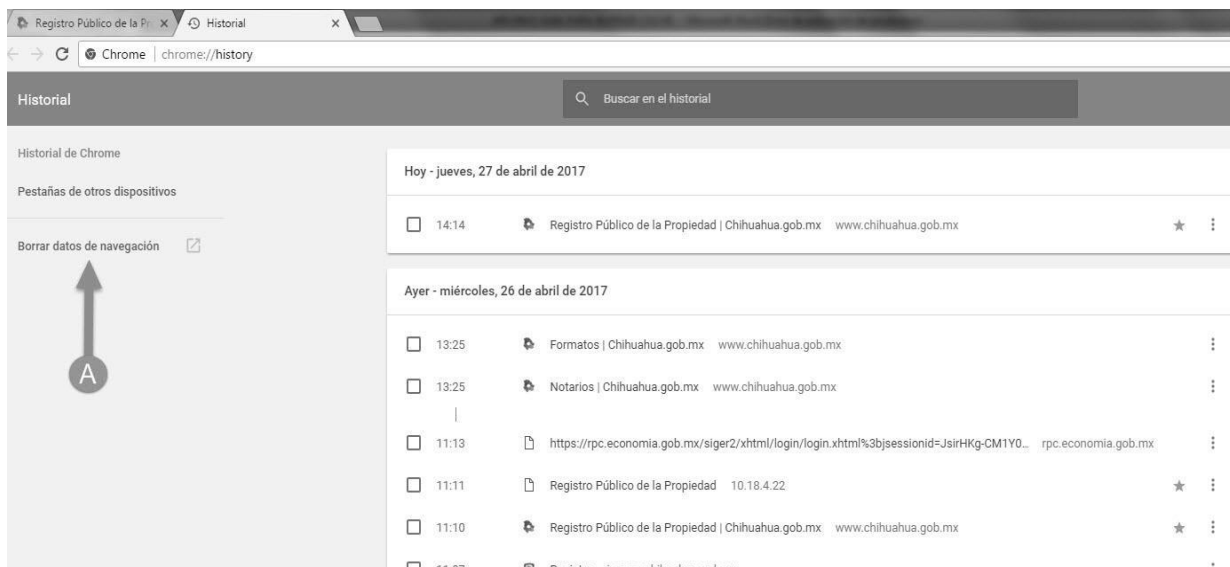 Registro Público de la Pr
Historial
Chrome | chrome://history
Historial
Buscar en el historial
Historial de Chrome
Pestañas de otros dispositivos
Borrar datos de navegación
A
Hoy - jueves, 27 de abril de 2017
14:14 Registro Público de la Propiedad | Chihuahua.gob.mx www.chihuahua.gob.mx
Ayer - miércoles, 26 de abril de 2017
13:25 Formatos | Chihuahua.gob.mx www.chihuahua.gob.mx
13:25 Notarios | Chihuahua.gob.mx www.chihuahua.gob.mx
11:13 https://rpc.economia.gob.mx/siger2/xhtml/login/login.xhtml%3bjsessionid=JsirHKg-CM1Y0... rpc.economia.gob.mx
11:11 Registro Público de la Propiedad 10.18.4.22
11:10 Registro Público de la Propiedad | Chihuahua.gob.mx www.chihuahua.gob.mx